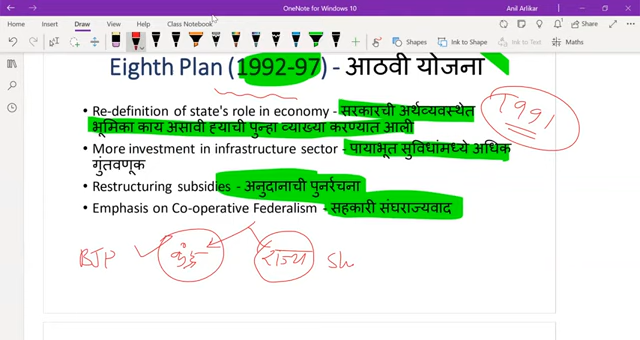 OneNote for Windows 10
Anil Artikar
Home Insert Draw View Help Class Notebook
Shapes Ink to Shape Ink to Text
Eighth Plan (1992-97) - आठवी योजना
Re-definition of state's role in economy - सरकारची अर्थव्यवस्थेत
भूमिका काय असावी ह्याची पुन्हा व्याख्या करण्यात आली
More investment in infrastructure sector - पायाभूत सुविधांमध्ये अधिक
गुंतवणूक
Restructuring subsidies - अनुदानाची पुनर्रचना
Emphasis on Co-operative Federalism - सहकारी संघराज्यवाद
1991
BJP केंद्र राज्य Sh